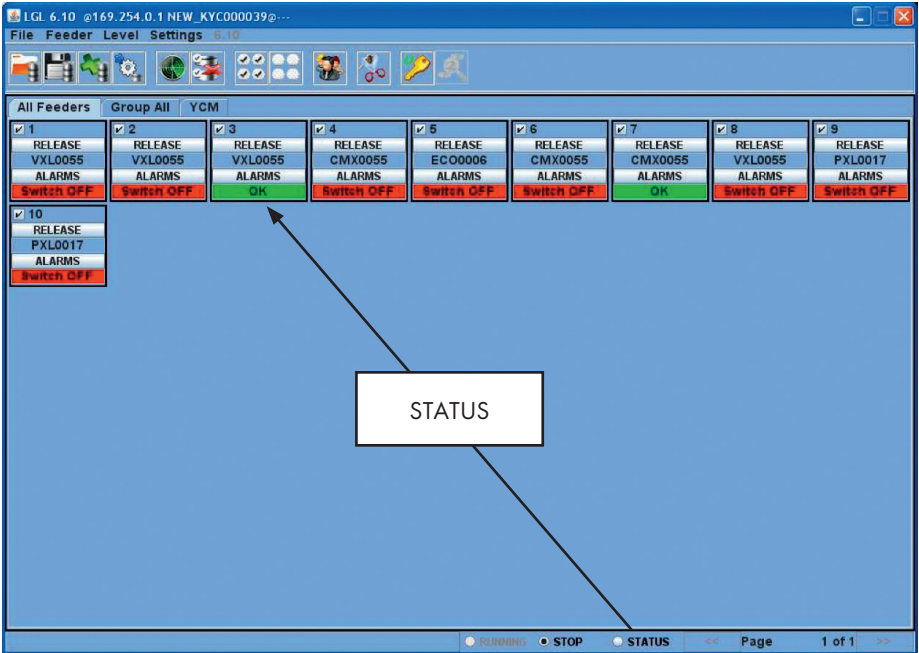 LGL 6.10 @169.254.0.1 NEW_KYC000039@...
File Feeder Level Settings 6.10
All Feeders Group All YCM
1 2 3 4 5 6 7 8 9
RELEASE RELEASE RELEASE RELEASE RELEASE RELEASE RELEASE RELEASE RELEASE
VXL0055 VXL0055 VXL0055 CMX0055 ECO0006 CMX0055 CMX0055 VXL0055 PXL0017
ALARMS ALARMS ALARMS ALARMS ALARMS ALARMS ALARMS ALARMS ALARMS
Switch OFF Switch OFF OK Switch OFF Switch OFF Switch OFF OK Switch OFF Switch OFF
10
RELEASE
PXL0017
ALARMS
Switch OFF
STATUS
RUNNING STOP STATUS << Page 1 of 1 >>